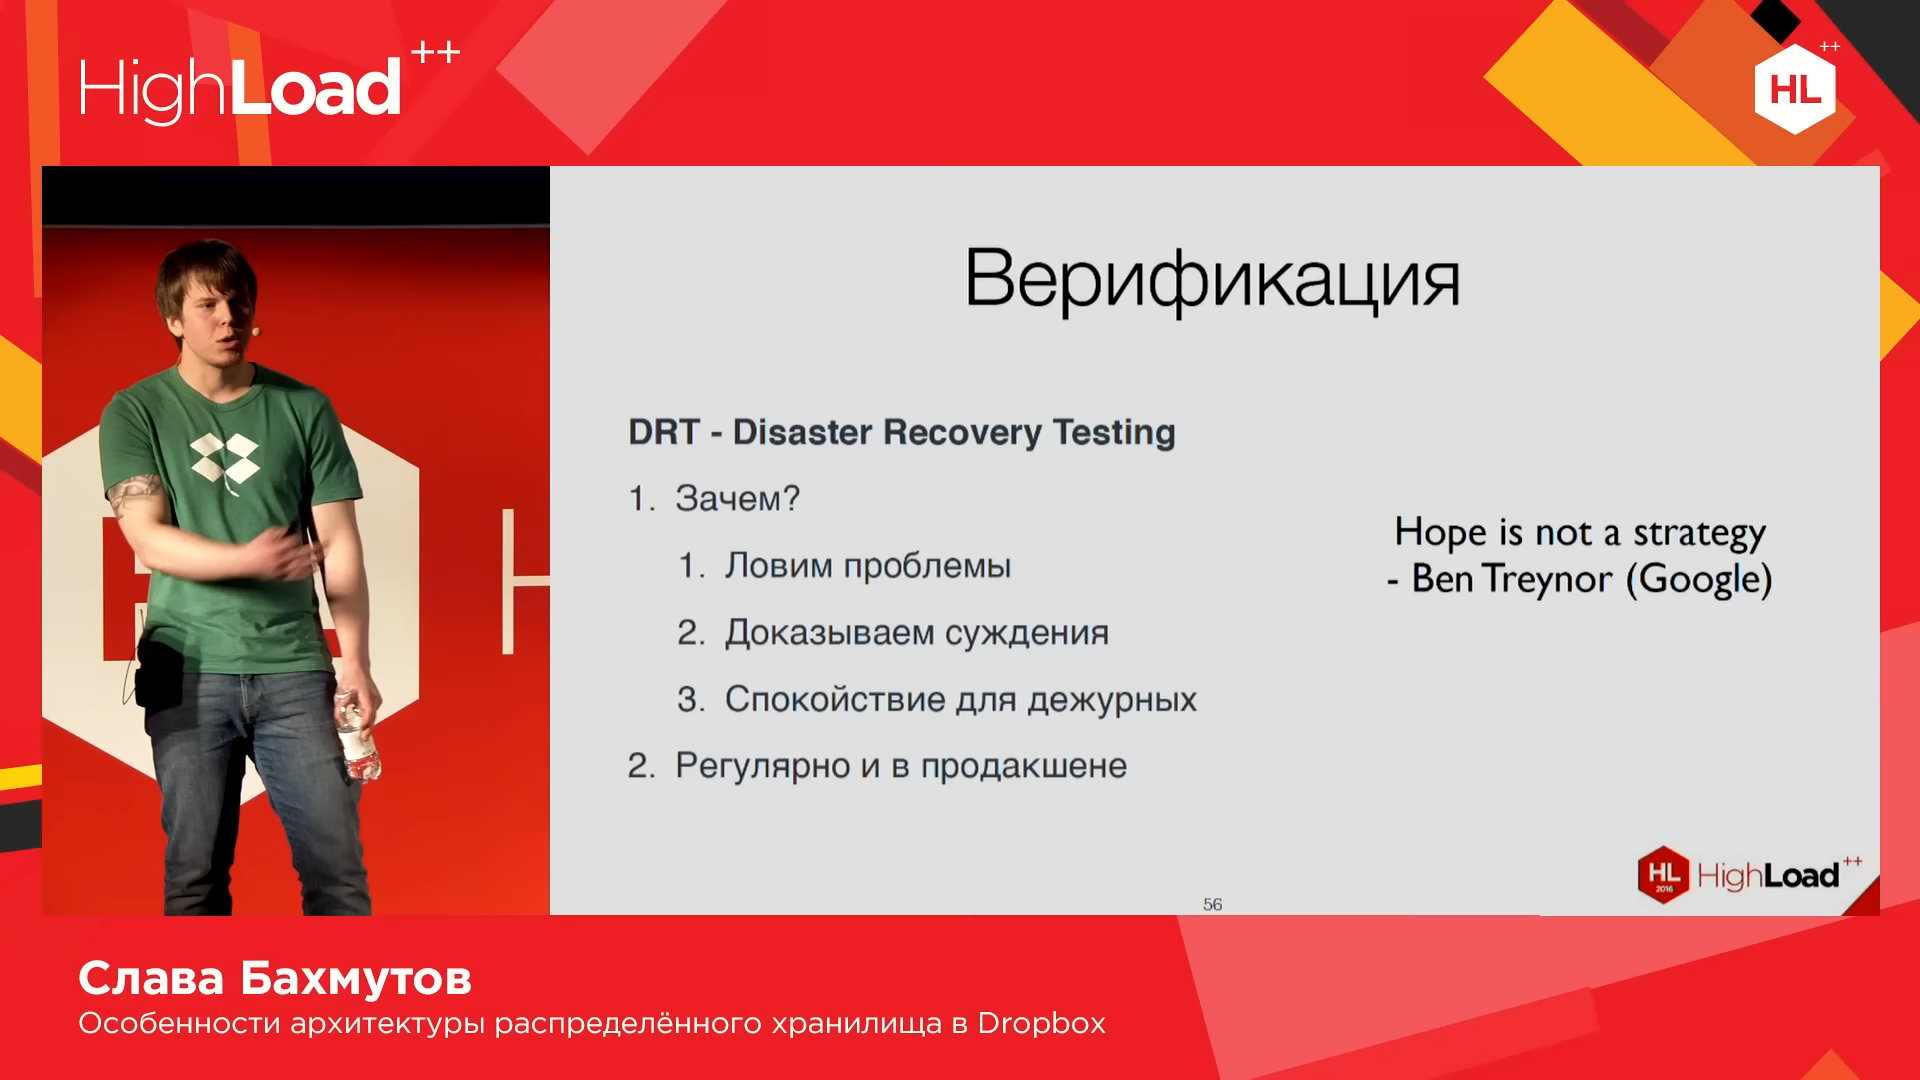 HighLoad++
HL++
Верификация
DRT - Disaster Recovery Testing
1. Зачем?
1. Ловим проблемы
2. Доказываем суждения
3. Спокойствие для дежурных
2. Регулярно и в продакшене
Hope is not a strategy
- Ben Treynor (Google)
HL 2016 HighLoad++
56
Слава Бахмутов
Особенности архитектуры распределённого хранилища в Dropbox